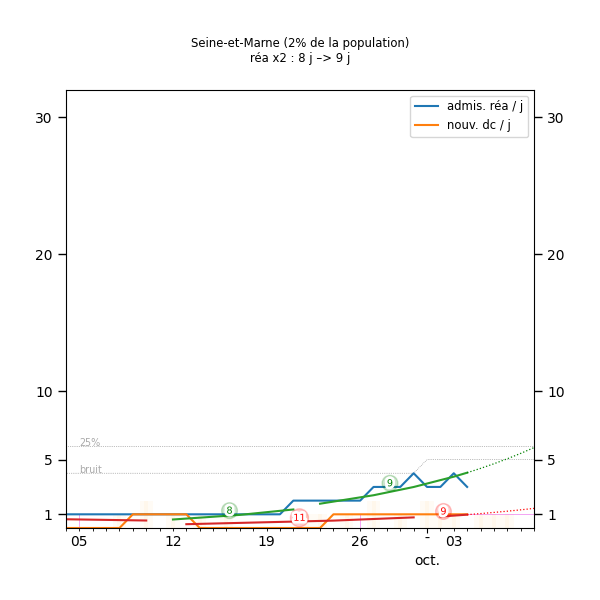 Seine-et-Marne (2% de la population)
réa x2 : 8 j –> 9 j
admis. réa / j
nouv. dc / j
30 30
20 20
10 10
25%
5 5
bruit
9
8
11
9
1 1
05 12 19 26 - 03
oct.